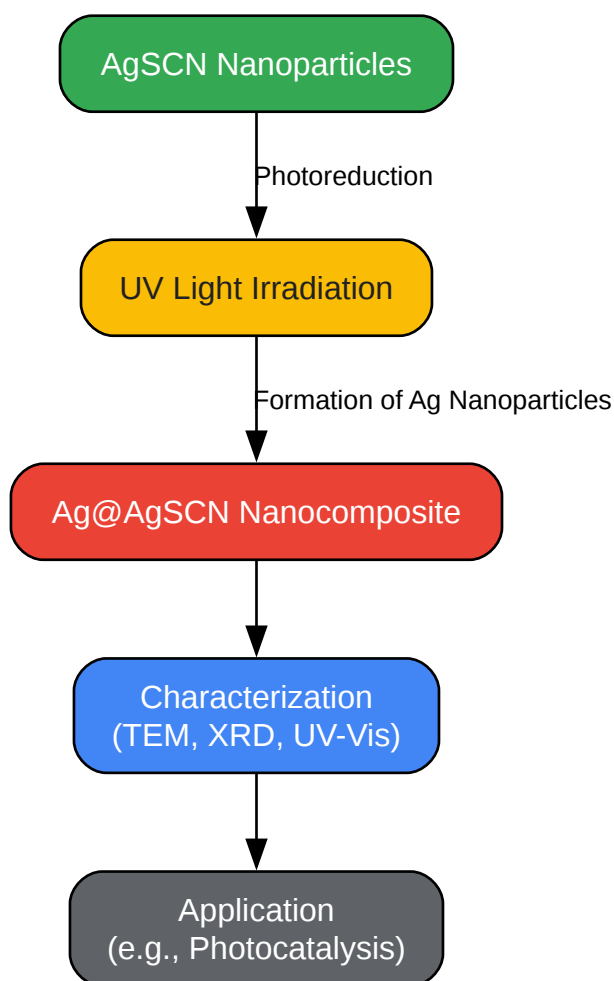 AgSCN Nanoparticles
Photoreduction
UV Light Irradiation
Formation of Ag Nanoparticles
Ag@AgSCN Nanocomposite
Characterization
(TEM, XRD, UV-Vis)
Application
(e.g., Photocatalysis)